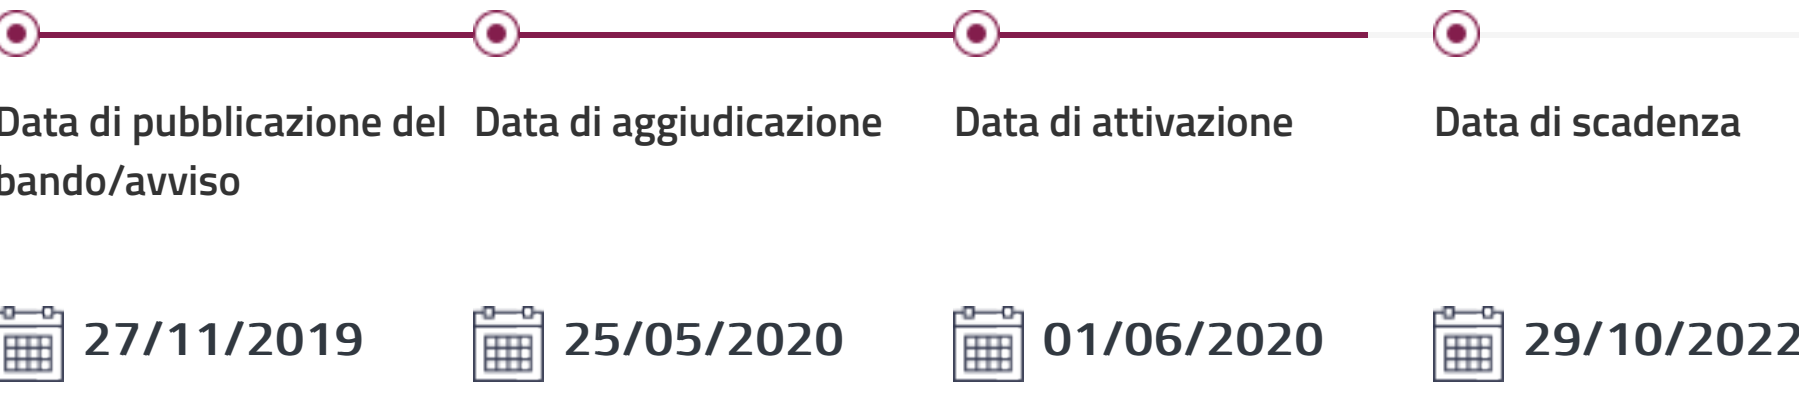 Data di pubblicazione del
bando/avviso
Data di aggiudicazione
Data di attivazione
Data di scadenza
27/11/2019
25/05/2020
01/06/2020
29/10/2022